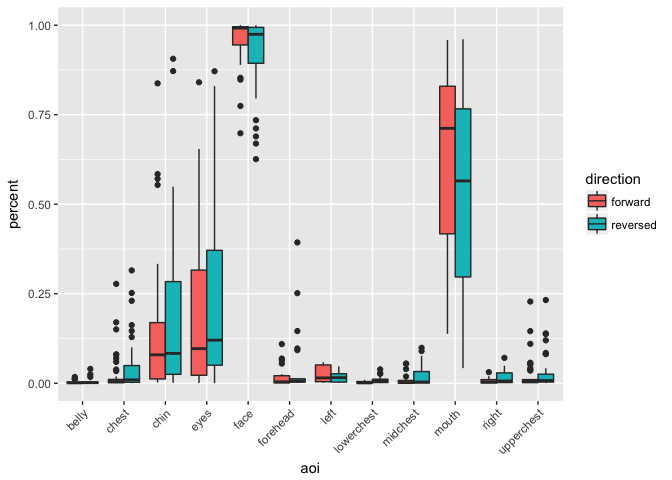 1.00
0.75
0.50
0.25
0.00
percent
belly
chest
chin
eyes
face
forehead
left
lowerchest
midchest
mouth
right
upperchest
aoi
direction
forward
reversed